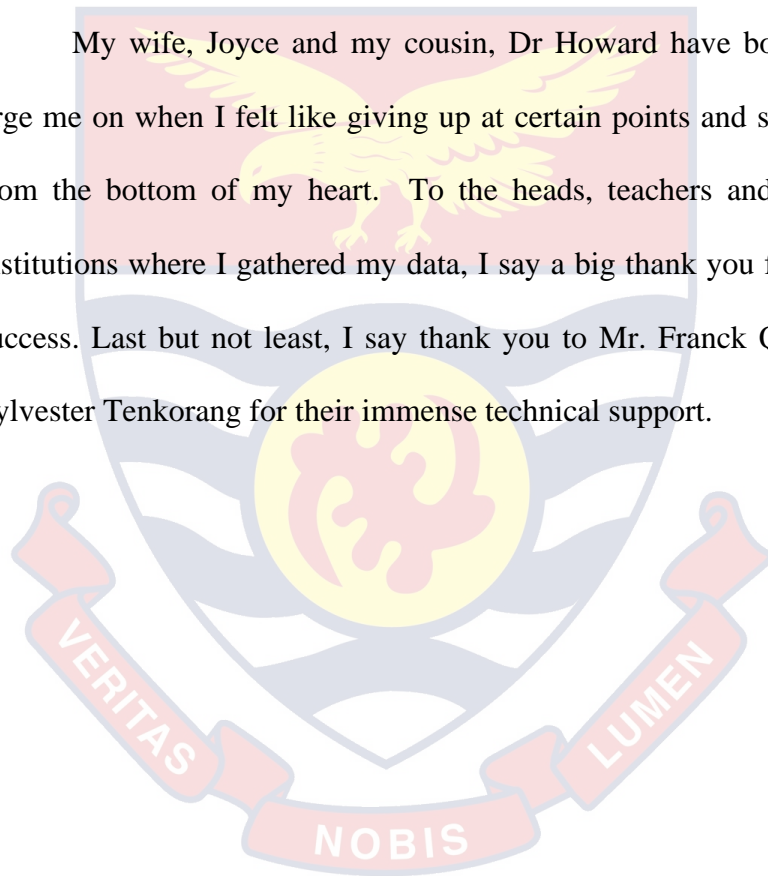 My wife, Joyce and my cousin, Dr Howard have bo
rge me on when I felt like giving up at certain points and s
om the bottom of my heart. To the heads, teachers and
stitutions where I gathered my data, I say a big thank you f
uccess. Last but not least, I say thank you to Mr. Franck
ylvester Tenkorang for their immense technical support.
VERITAS
NOBIS
LUMEN